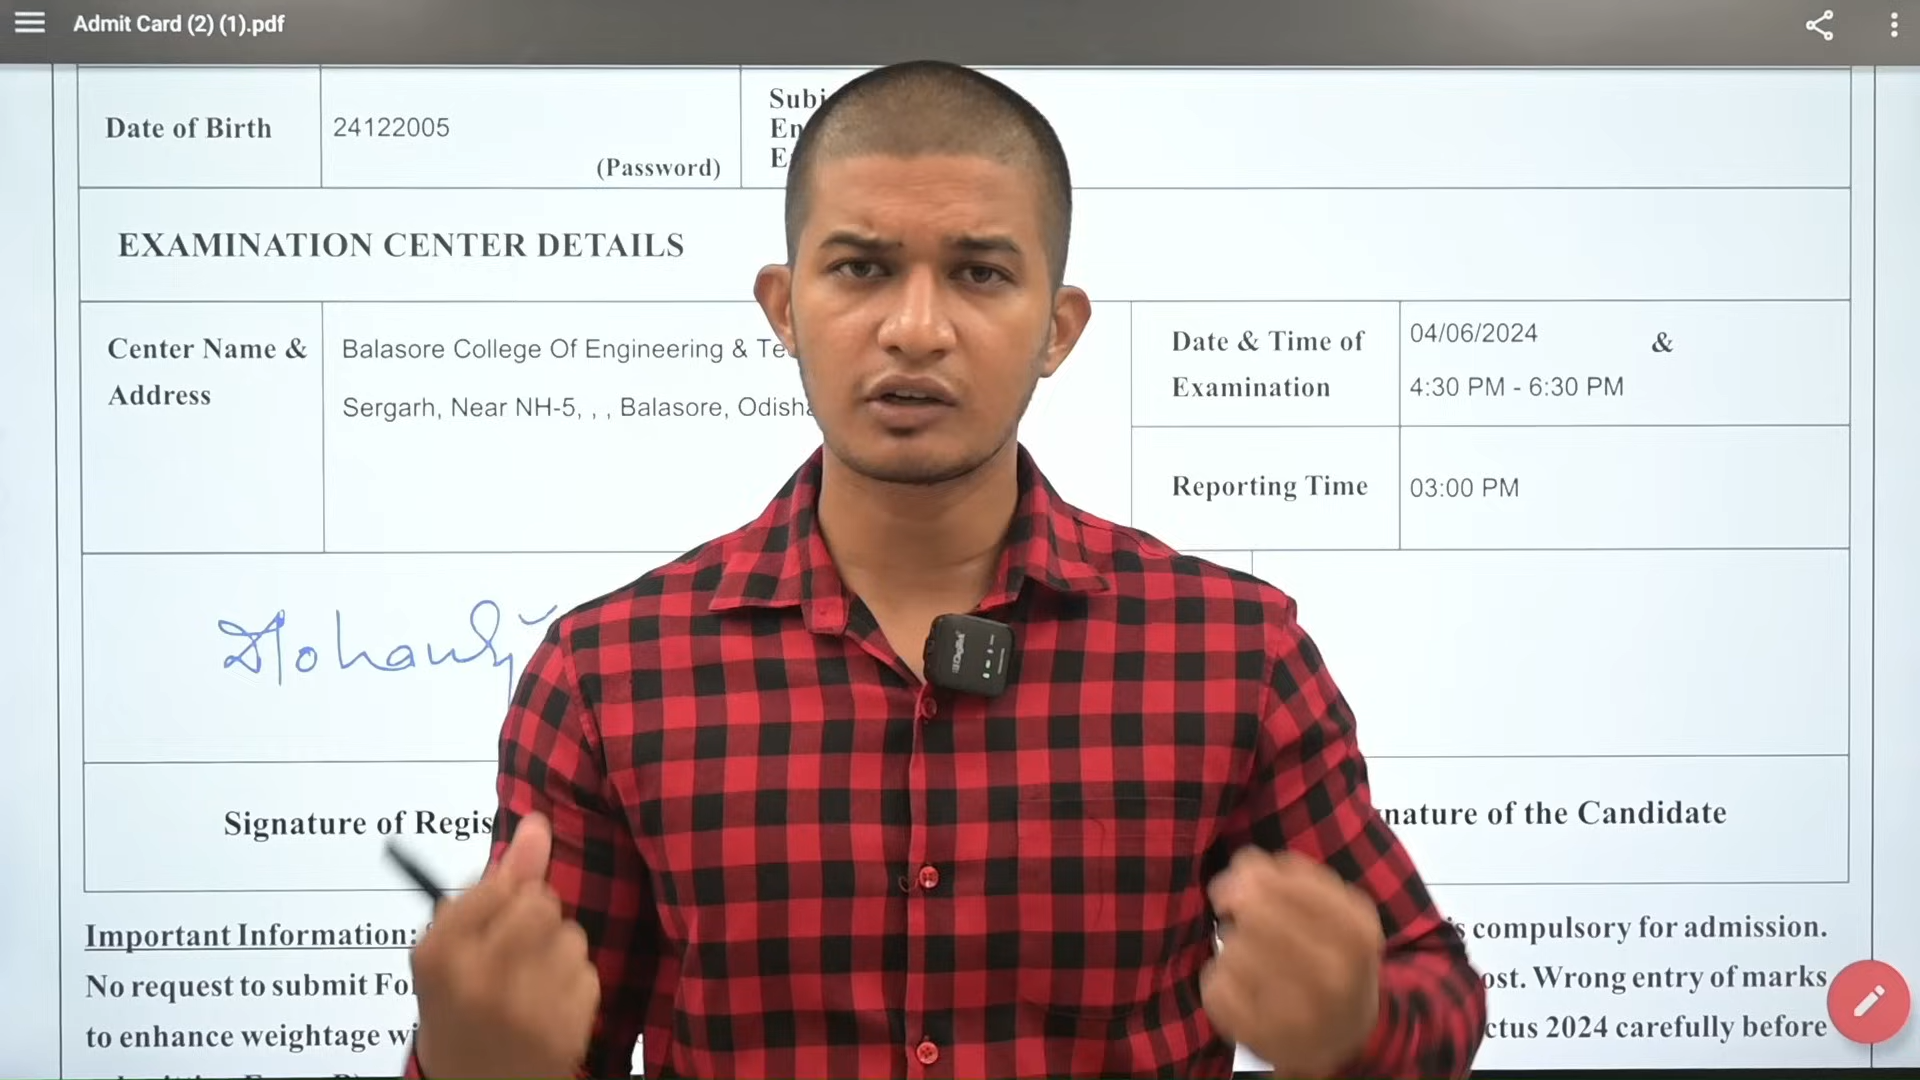 Admit Card (2) (1).pdf
Date of Birth
24122005
(Password)
EXAMINATION CENTER DETAILS
Center Name &
Address
Balasore College Of Engineering &
Sergarh, Near NH-5, , , Balasore, Odisha
Date & Time of
Examination
04/06/2024 &
4:30 PM - 6:30 PM
Reporting Time
03:00 PM
Signature of
nature of the Candidate
Important Information:
compulsory for admission.
No request to submit
ost. Wrong entry of marks
to enhance weightage
ctus 2024 carefully before